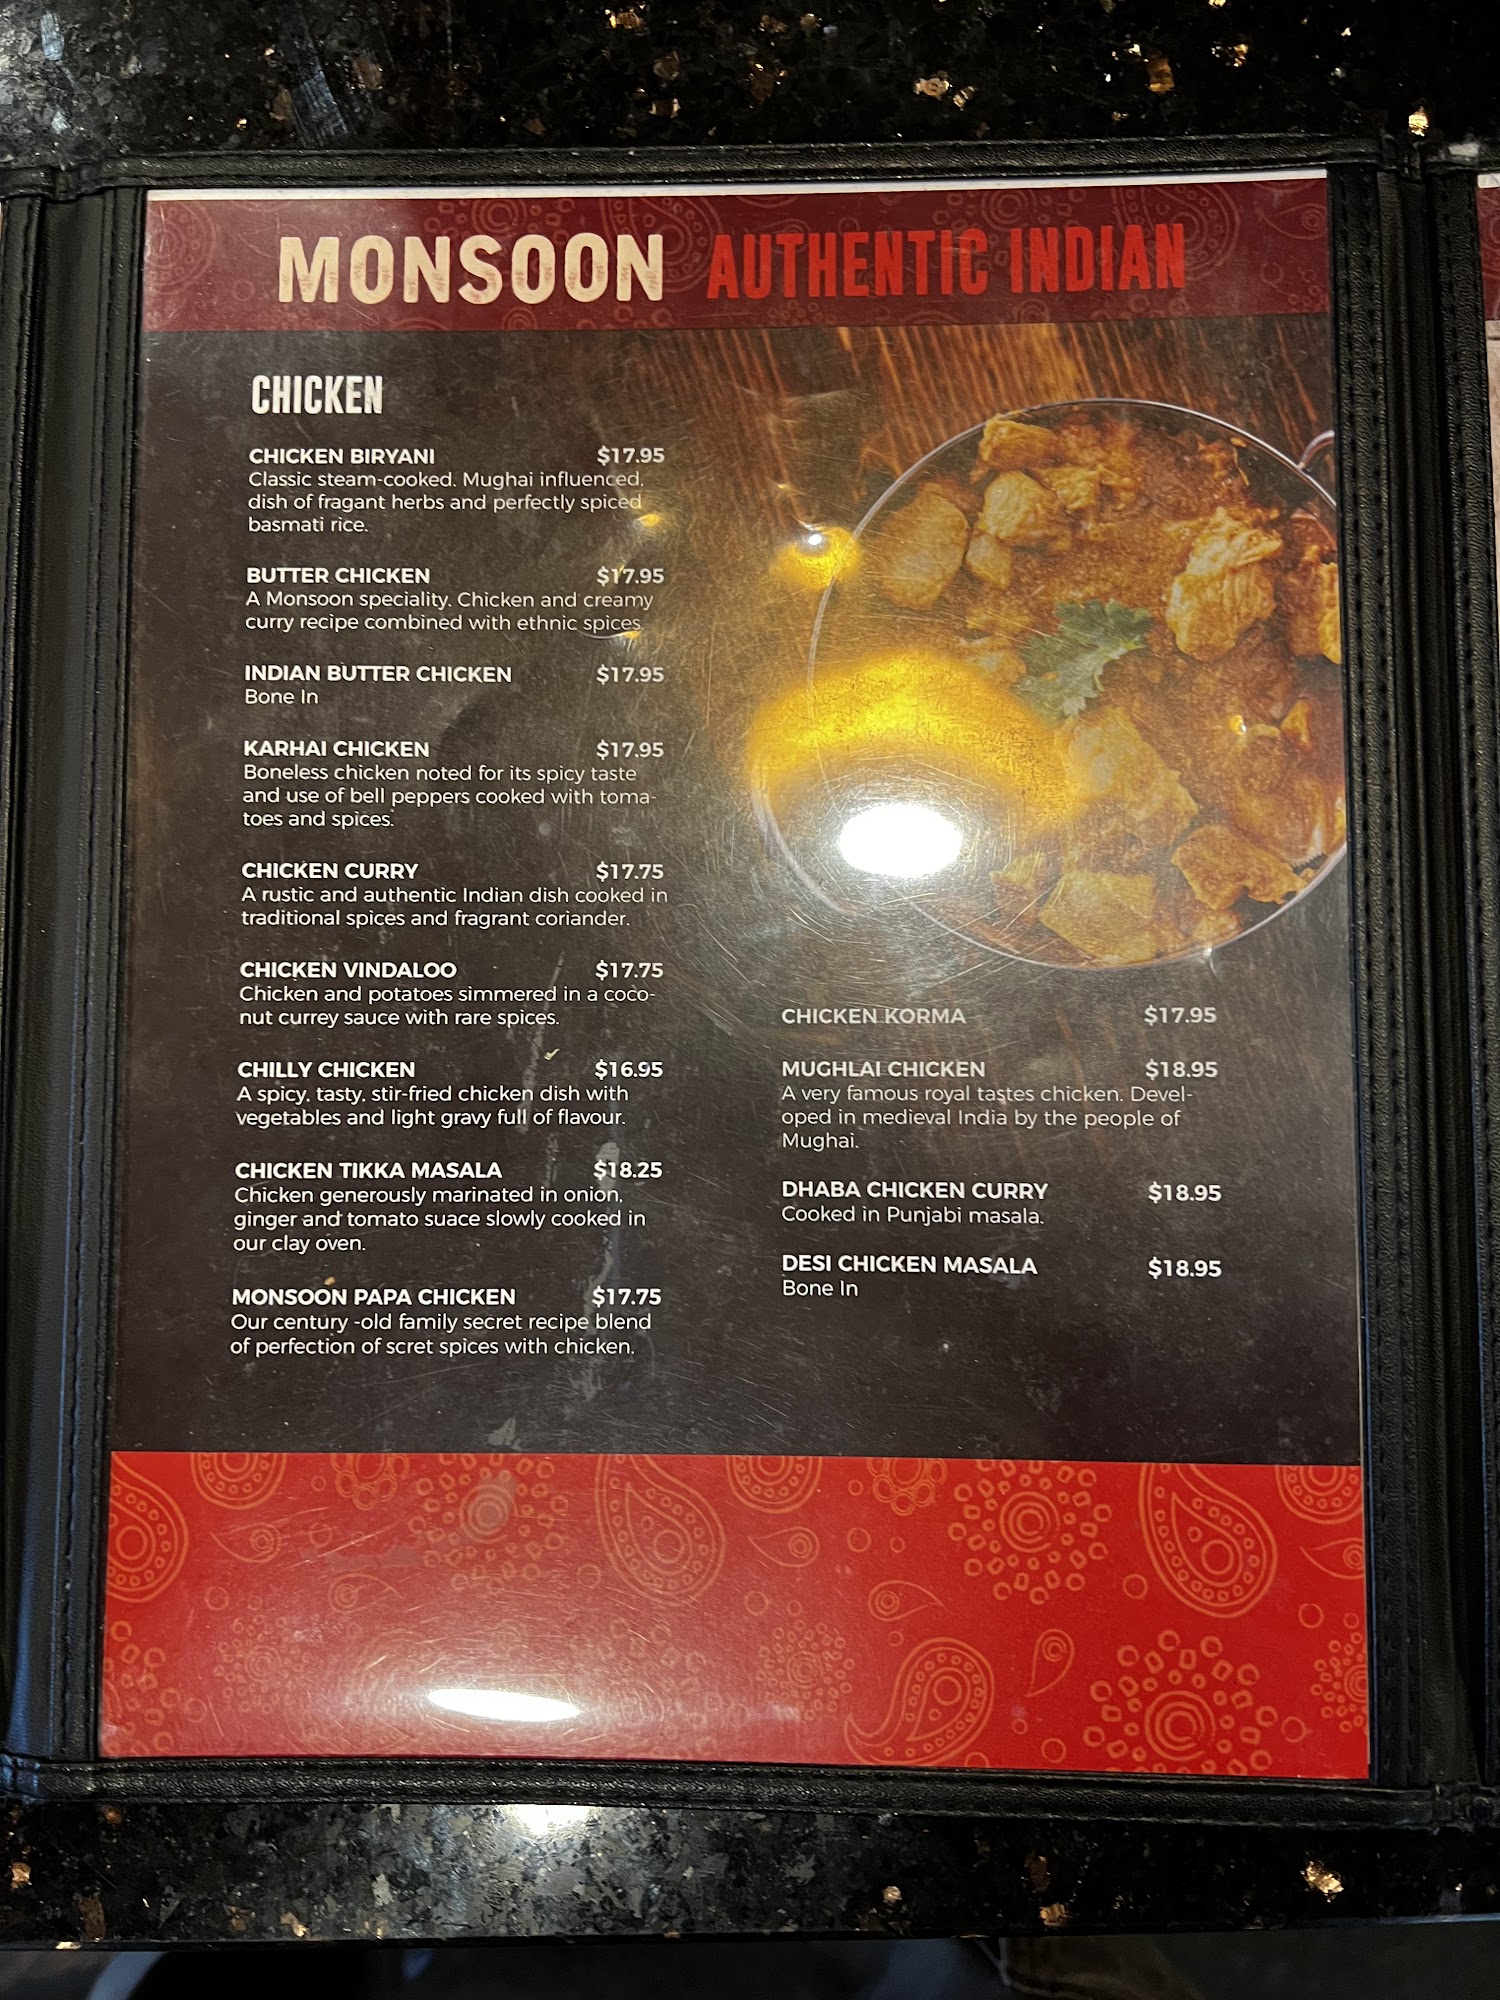 MONSOON AUTHENTIC INDIAN
CHICKEN
CHICKEN BIRYANI $17.95
Classic steam-cooked. Mughai influenced.
dish of fragant herbs and perfectly spiced
basmati rice.
BUTTER CHICKEN $17.95
A Monsoon speciality. Chicken and creamy
curry recipe combined with ethnic spices.
INDIAN BUTTER CHICKEN $17.95
Bone In
KARHAI CHICKEN $17.95
Boneless chicken noted for its spicy taste
and use of bell peppers cooked with toma-
toes and spices.
CHICKEN CURRY $17.75
A rustic and authentic Indian dish cooked in
traditional spices and fragrant coriander.
CHICKEN VINDALOO $17.75
Chicken and potatoes simmered in a coco-
nut currey sauce with rare spices.
CHILLY CHICKEN $16.95
A spicy, tasty, stir-fried chicken dish with
vegetables and light gravy full of flavour.
CHICKEN TIKKA MASALA $18.25
Chicken generously marinated in onion,
ginger and tomato suace slowly cooked in
our clay oven.
MONSOON PAPA CHICKEN $17.75
Our century -old family secret recipe blend
of perfection of scret spices with chicken.
CHICKEN KORMA $17.95
MUGHLAI CHICKEN $18.95
A very famous royal tastes chicken. Devel-
oped in medieval India by the people of
Mughai.
DHABA CHICKEN CURRY $18.95
Cooked in Punjabi masala.
DESI CHICKEN MASALA $18.95
Bone In